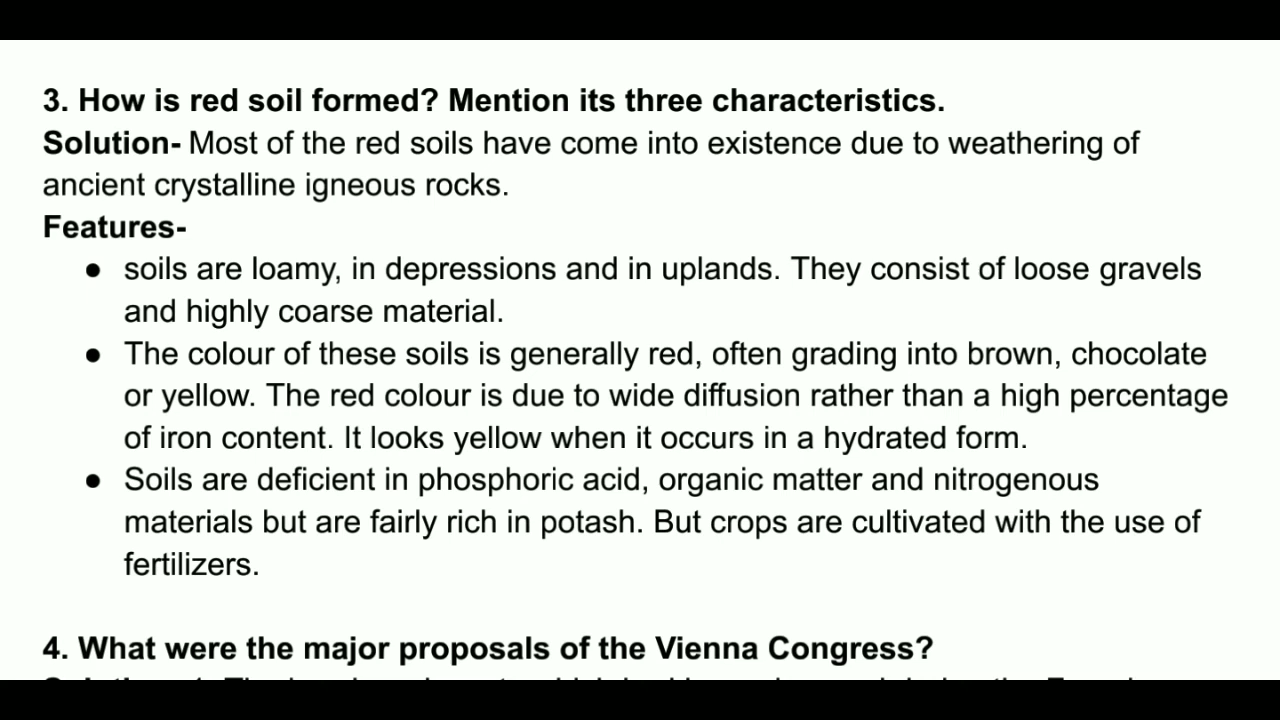 3. How is red soil formed? Mention its three characteristics.
Solution- Most of the red soils have come into existence due to weathering of
ancient crystalline igneous rocks.
Features-
● soils are loamy, in depressions and in uplands. They consist of loose gravels
and highly coarse material.
● The colour of these soils is generally red, often grading into brown, chocolate
or yellow. The red colour is due to wide diffusion rather than a high percentage
of iron content. It looks yellow when it occurs in a hydrated form.
● Soils are deficient in phosphoric acid, organic matter and nitrogenous
materials but are fairly rich in potash. But crops are cultivated with the use of
fertilizers.
4. What were the major proposals of the Vienna Congress?